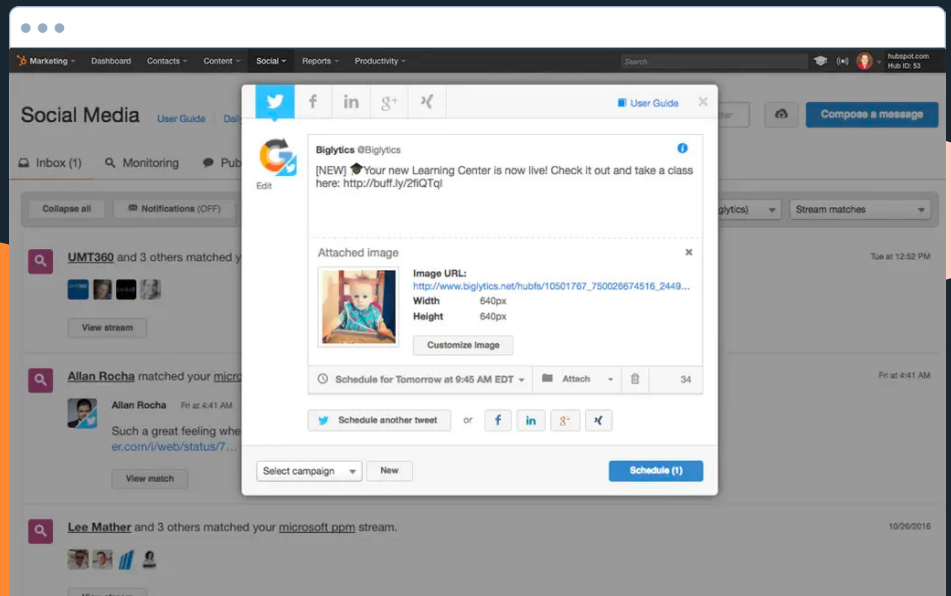 Marketing
Dashboard
Contacts
Content
Social
Reports
Productivity
Search
hubspot.com
Hub ID: 53
Social Media
User Guide
User Guide
Compose a message
Inbox (1)
Monitoring
Biglytics @Biglytics
[NEW] 🎓Your new Learning Center is now live! Check it out and take a class
here: http://buff.ly/2fiQTql
Edit
Collapse all
Notifications (OFF)
Stream matches
Attached image
UMT360 and 3 others matched y
Tue at 12:52 PM
Image URL:
http://www.biglytics.net/hubfs/10501767_750026674516_2449...
Width 640px
Height 640px
View stream
Customize Image
Allan Rocha matched your micro
Fri at 4:41 AM
Schedule for Tomorrow at 9:45 AM EDT
Attach
34
Allan Rocha Fri at 4:41 AM
Schedule another tweet
or
Such a great feeling whe
er.com/i/web/status/7...
View match
Select campaign
New
Schedule (1)
Lee Mather and 3 others matched your microsoft ppm stream.
10/26/2016